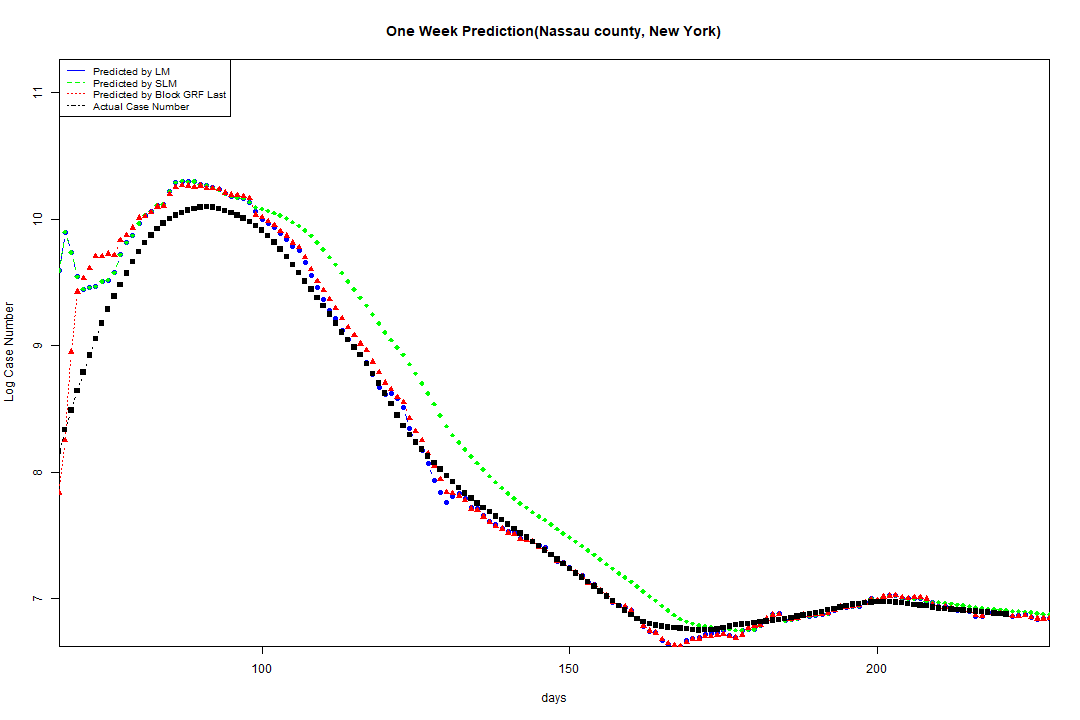 One Week Prediction(Nassau county, New York)
Predicted by LM
Predicted by SLM
Predicted by Block GRF Last
Actual Case Number
11
10
9
8
7
Log Case Number
100
150
200
days